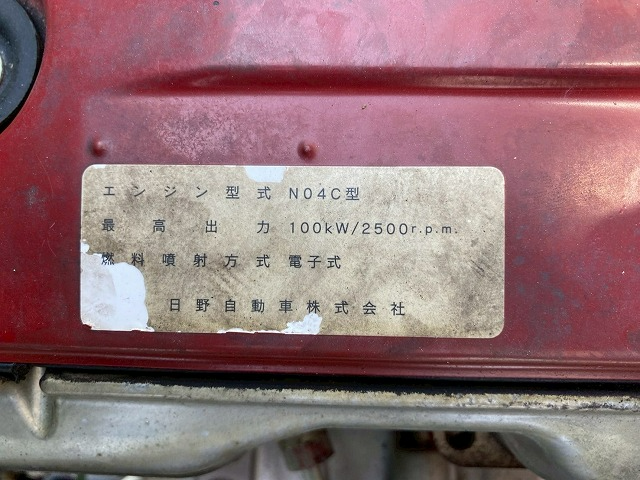 エンジン型式 N04C型
最高出力 100kW/2500r.p.m.
燃料噴射方式 電子式
日野自動車株式会社